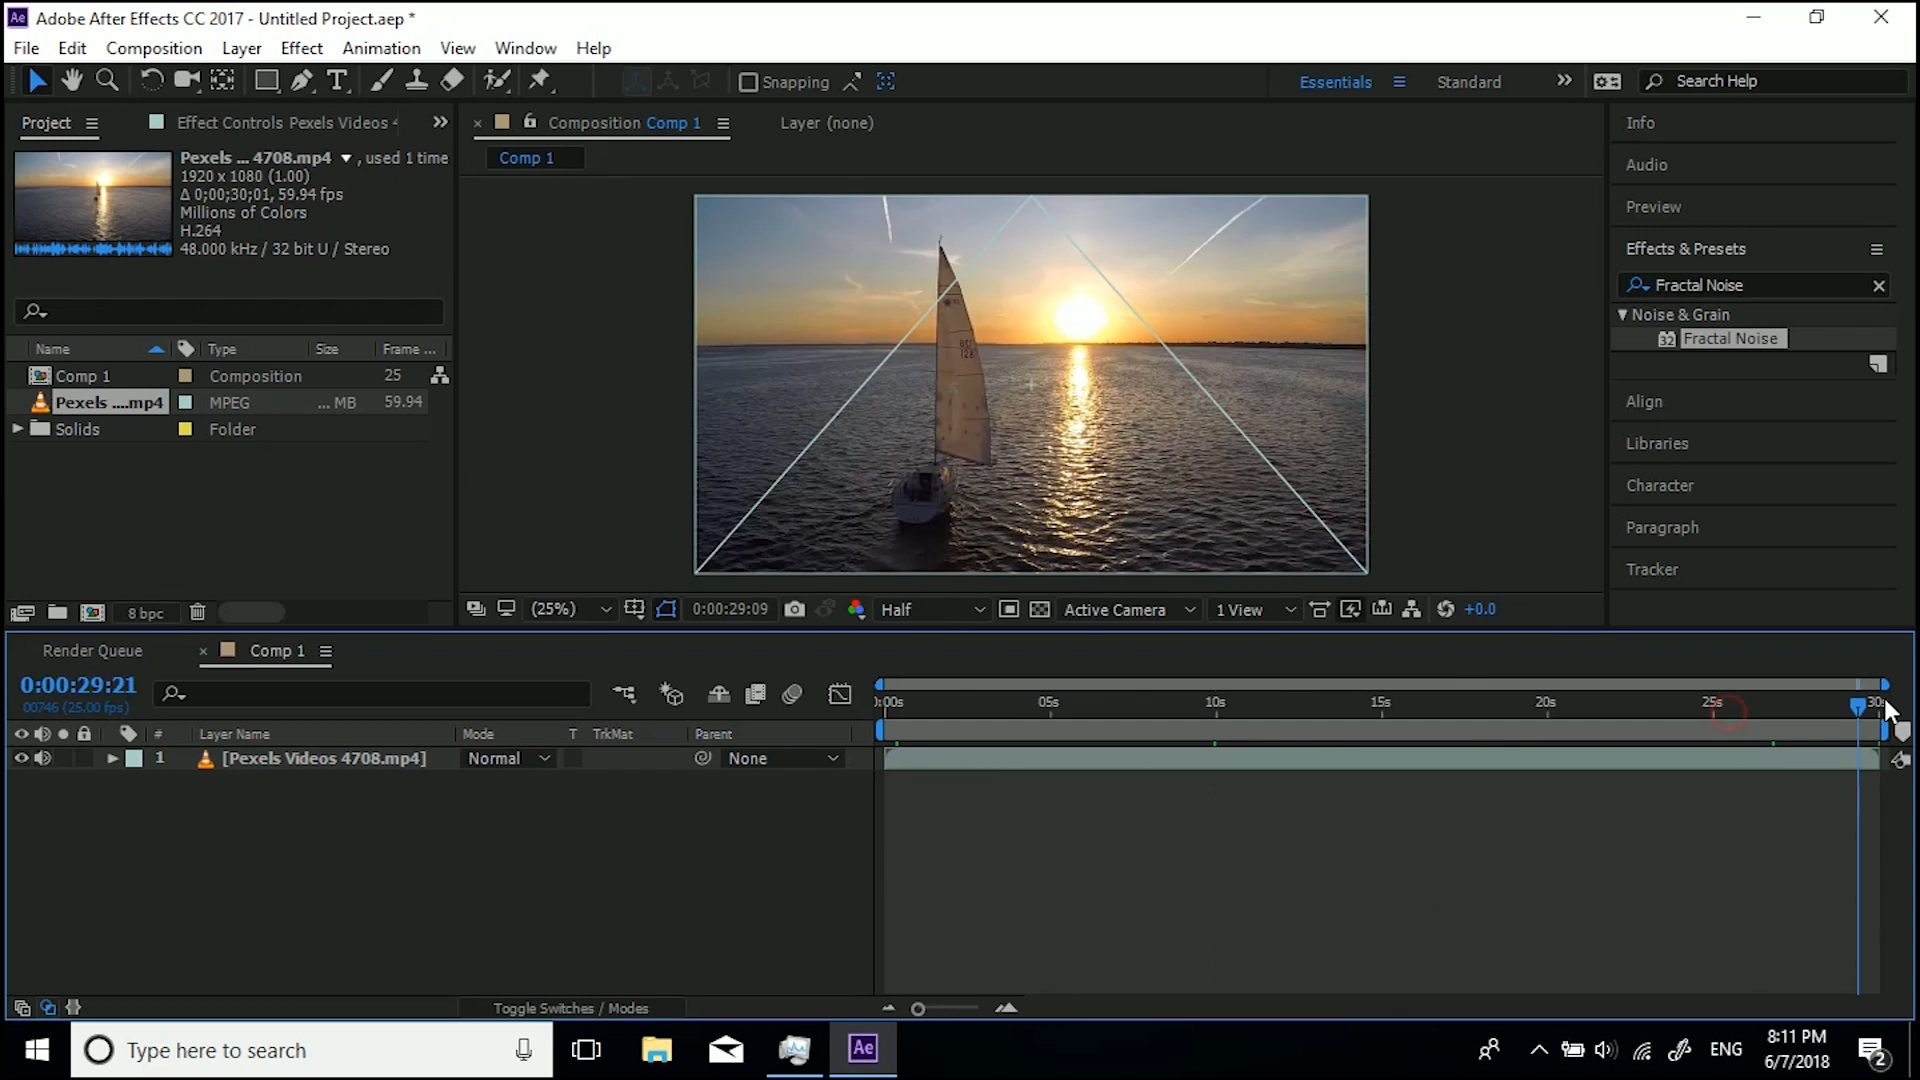 Ae Adobe After Effects CC 2017 - Untitled Project.aep *
File Edit Composition Layer Effect Animation View Window Help
T Snapping Essentials Standard Search Help
Project Effect Controls Pexels Videos
Composition Comp 1 Layer (none)
Comp 1
Pexels ... 4708.mp4 , used 1 time
1920 x 1080 (1.00)
Δ 0;00;30;01, 59.94 fps
Millions of Colors
H.264
48.000 kHz / 32 bit U / Stereo
Name Type Size Frame ...
Comp 1 Composition 25
Pexels ....mp4 MPEG ... MB 59.94
Solids Folder
8 bpc
(25%) 0:00:29:09 Half Active Camera 1 View +0.0
Info
Audio
Preview
Effects & Presets
Fractal Noise
Noise & Grain
32 Fractal Noise
Align
Libraries
Character
Paragraph
Tracker
Render Queue Comp 1
0:00:29:21
00746 (25.00 fps)
05s 10s 15s 20s 25s
# Layer Name Mode T TrkMat Parent
1 [Pexels Videos 4708.mp4] Normal None
Toggle Switches / Modes
Type here to search
Ae
ENG
8:11 PM
6/7/2018
2